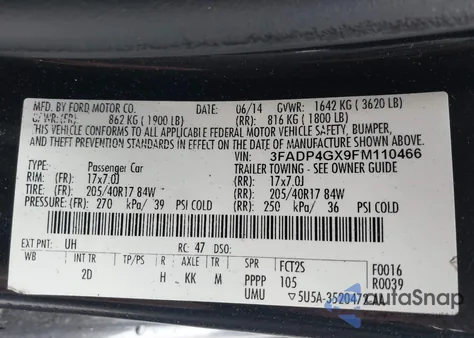 MFD. BY FORD MOTOR CO.
DATE: 06/14 GVWR: 1642 KG ( 3620 LB)
GAWR:(FR): 862 KG ( 1900 LB) (RR): 816 KG ( 1800 LB)
THIS VEHICLE CONFORMS TO ALL APPLICABLE FEDERAL MOTOR VEHICLE SAFETY, BUMPER,
AND THEFT PREVENTION STANDARDS IN EFFECT ON THE DATE OF MANUFACTURE SHOWN ABOVE.
VIN: 3FADP4GX9FM110466
TYPE: Passenger Car TRAILER TOWING - SEE OWNER GUIDE
RIM: (FR) 17x7.0J (RR): 17x7.0J
TIRE: (FR) 205/40R17 84W (RR): 205/40R17 84W
PRESSURE: (FR) 270 kPa/ 39 PSI COLD (RR): 250 kPa/ 36 PSI COLD
EXT PNT: UH RC: 47 DSO:
WB INT TR TP/PS R AXLE TR SPR FCT2S F0016
2D H KK M PPPP 105 R0039
UMU ▽5U5A-3520472-AA
autoSnap